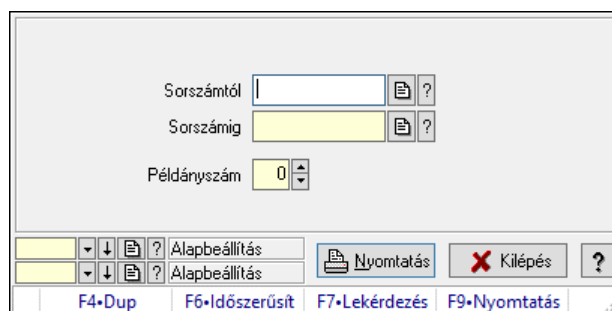 Sorszámtól ?
Sorszámig ?
Példányszám 0
? Alapbeállítás
? Alapbeállítás
Nyomtatás Kilépés ?
F4•Dup F6•Időszerűsít F7•Lekérdezés F9•Nyomtatás